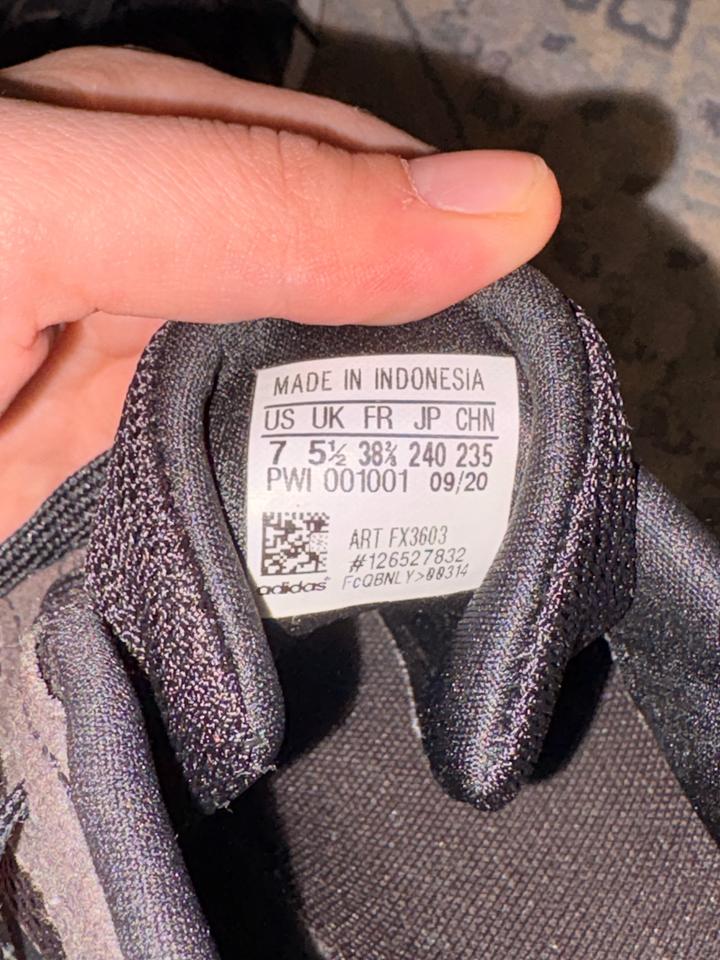 MADE IN INDONESIA
US UK FR JP CHN
7 5½ 38⅔ 240 235
PWI 001001 09/20
ART FX3603
#126527832
adidas FcQBNLY>00314